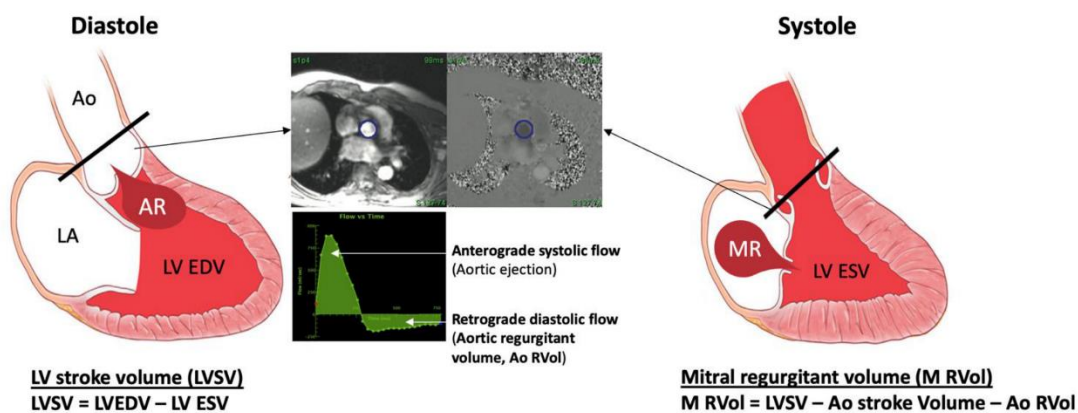 Diastole
Systole
Ao
AR
LA
LV EDV
Flow vs Time
Anterograde systolic flow
(Aortic ejection)
Retrograde diastolic flow
(Aortic regurgitant
volume, Ao RVol)
MR
LV ESV
LV stroke volume (LVSV)
LVSV = LVEDV – LV ESV
Mitral regurgitant volume (M RVol)
M RVol = LVSV – Ao stroke Volume – Ao RVol